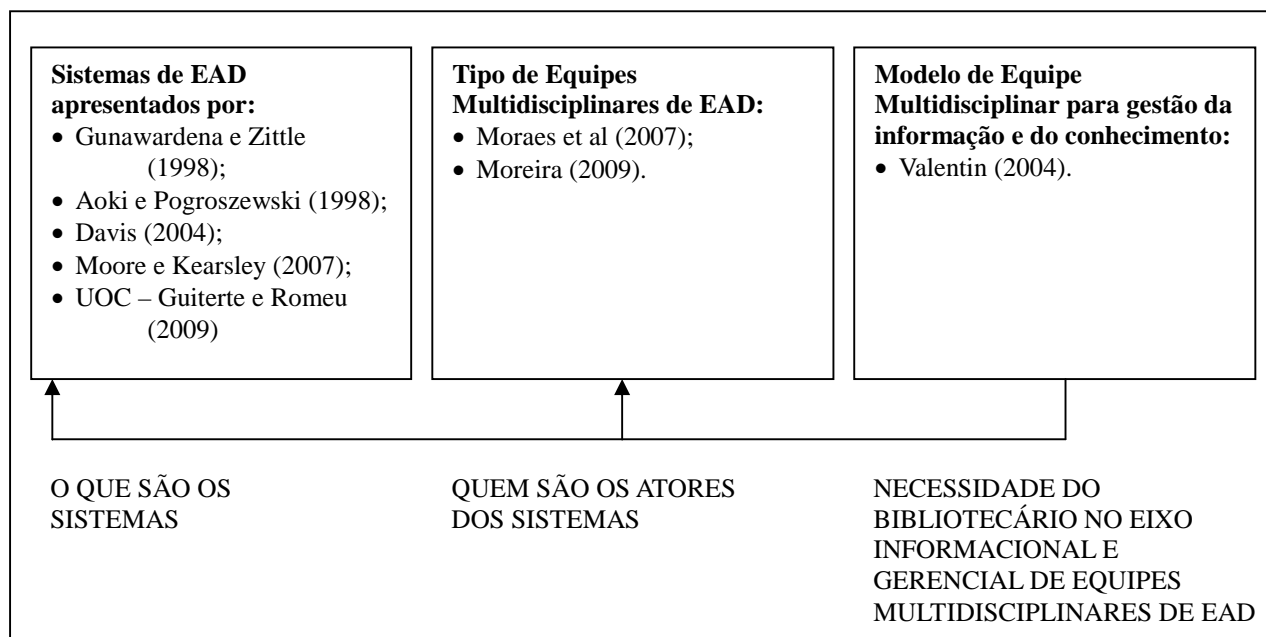 Sistemas de EAD
apresentados por:
• Gunawardena e Zittle
(1998);
• Aoki e Pogroszewski (1998);
• Davis (2004);
• Moore e Kearsley (2007);
• UOC – Guiterte e Romeu
(2009)
Tipo de Equipes
Multidisciplinares de EAD:
• Moraes et al (2007);
• Moreira (2009).
Modelo de Equipe
Multidisciplinar para gestão da
informação e do conhecimento:
• Valentin (2004).
O QUE SÃO OS
SISTEMAS
QUEM SÃO OS ATORES
DOS SISTEMAS
NECESSIDADE DO
BIBLIOTECÁRIO NO EIXO
INFORMACIONAL E
GERENCIAL DE EQUIPES
MULTIDISCIPLINARES DE EAD